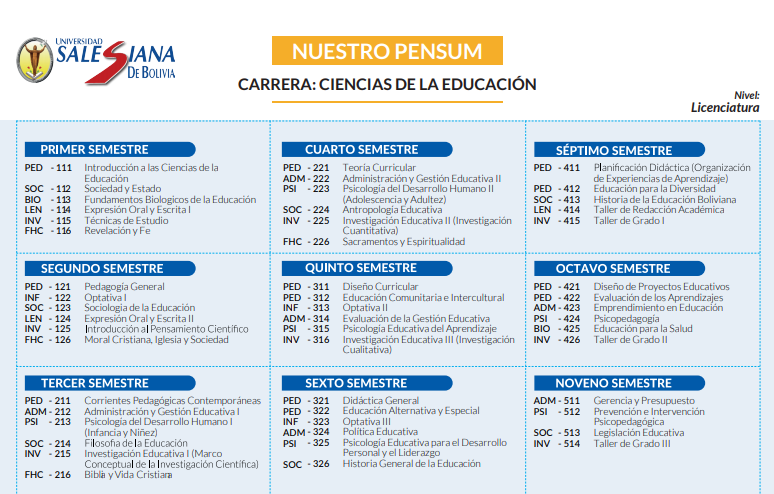 UNIVERSIDAD
SALESIANA
DE BOLIVIA
NUESTRO PENSUM
CARRERA: CIENCIAS DE LA EDUCACIÓN
Nivel:
Licenciatura
PRIMER SEMESTRE
PED - 111 Introducción a las Ciencias de la
Educación
SOC - 112 Sociedad y Estado
BIO - 113 Fundamentos Biologicos de la Educación
LEN - 114 Expresión Oral y Escrita I
INV - 115 Técnicas de Estudio
FHC - 116 Revelación y Fe
CUARTO SEMESTRE
PED - 221 Teoria Curricular
ADM - 222 Administración y Gestión Educativa II
PSI - 223 Psicología del Desarrollo Humano II
(Adolescencia y Adultez)
SOC - 224 Antropología Educativa
INV - 225 Investigación Educativa II (Investigación
Cuantitativa)
FHC - 226 Sacramentos y Espiritualidad
SÉPTIMO SEMESTRE
PED - 411 Planificación Didáctica (Organización
de Experiencias de Aprendizaje)
PED - 412 Educación para la Diversidad
SOC - 413 Historia de la Educación Boliviana
LEN - 414 Taller de Redacción Académica
INV - 415 Taller de Grado I
SEGUNDO SEMESTRE
PED - 121 Pedagogía General
INF - 122 Optativa I
SOC - 123 Sociología de la Educación
LEN - 124 Expresión Oral y Escrita II
INV - 125 Introducción al Pensamiento Científico
FHC - 126 Moral Cristiana, Iglesia y Sociedad
QUINTO SEMESTRE
PED - 311 Diseño Curricular
PED - 312 Educación Comunitaria e Intercultural
INF - 313 Optativa II
ADM - 314 Evaluación de la Gestión Educativa
PSI - 315 Psicología Educativa del Aprendizaje
INV - 316 Investigación Educativa III (Investigación
Cualitativa)
OCTAVO SEMESTRE
PED - 421 Diseño de Proyectos Educativos
PED - 422 Evaluación de los Aprendizajes
ADM - 423 Emprendimiento en Educación
PSI - 424 Psicopedagogía
BIO - 425 Educación para la Salud
INV - 426 Taller de Grado II
TERCER SEMESTRE
PED - 211 Corrientes Pedagógicas Contemporáneas
ADM - 212 Administración y Gestión Educativa I
PSI - 213 Psicología del Desarrollo Humano I
(Infancia y Niñez)
SOC - 214 Filosofía de la Educación
INV - 215 Investigación Educativa I (Marco
Conceptual de la Investigación Científica)
FHC - 216 Biblia y Vida Cristiana
SEXTO SEMESTRE
PED - 321 Didáctica General
PED - 322 Educación Alternativa y Especial
INF - 323 Optativa III
ADM - 324 Política Educativa
PSI - 325 Psicología Educativa para el Desarrollo
Personal y el Liderazgo
SOC - 326 Historia General de la Educación
NOVENO SEMESTRE
ADM - 511 Gerencia y Presupuesto
PSI - 512 Prevención e Intervención
Psicopedagógica
SOC - 513 Legislación Educativa
INV - 514 Taller de Grado III